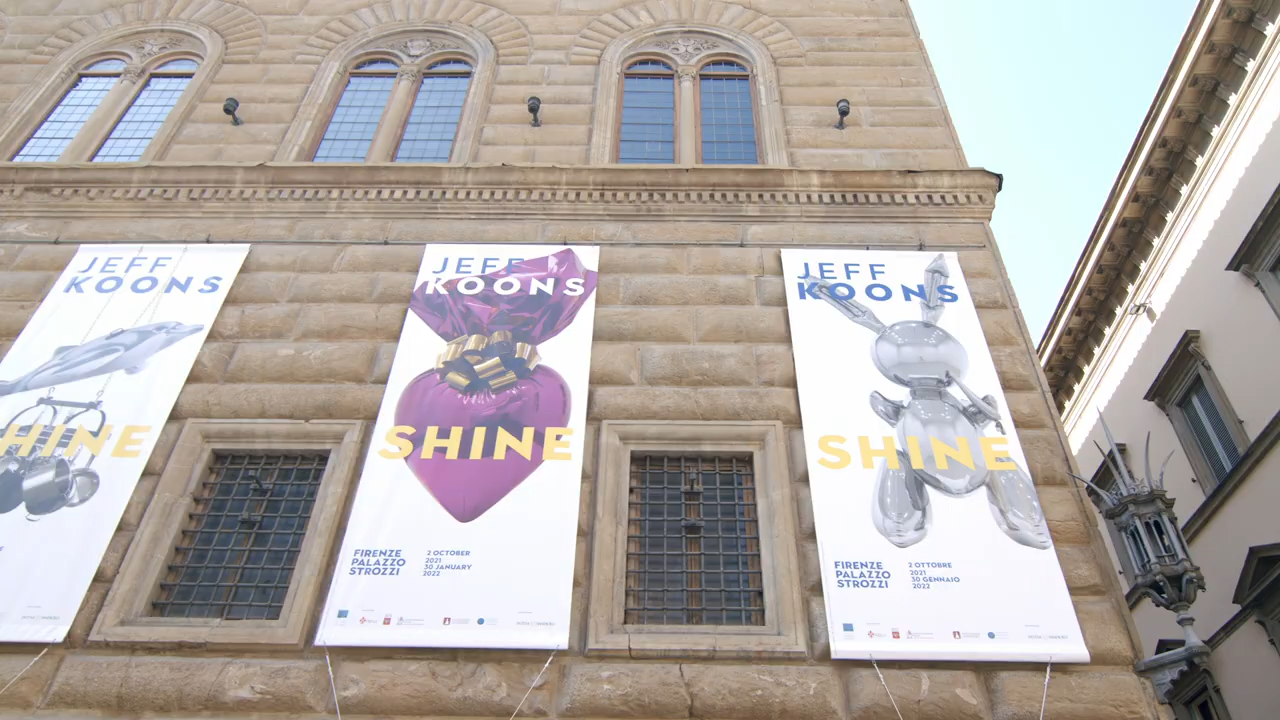 JEFF
KOONS
HINE
JEFF
KOONS
SHINE
FIRENZE
PALAZZO
STROZZI
2 OCTOBER
2021
30 JANUARY
2022
JEFF
KOONS
SHINE
FIRENZE
PALAZZO
STROZZI
2 OTTOBRE
2021
30 GENNAIO
2022